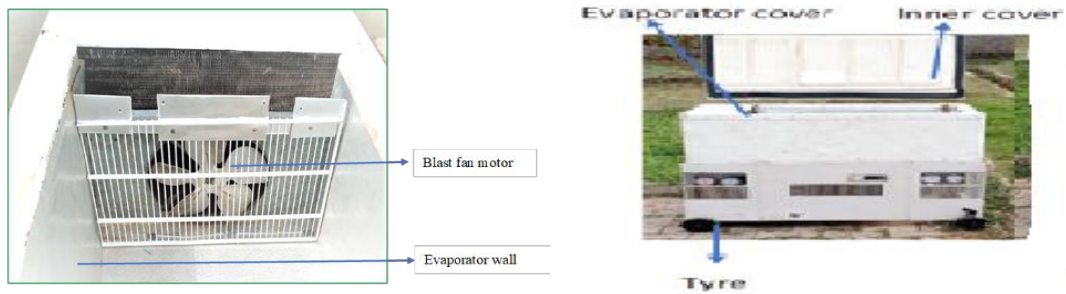 Blast fan motor
Evaporator wall
Evaporator cover
Inner cover
Tyre